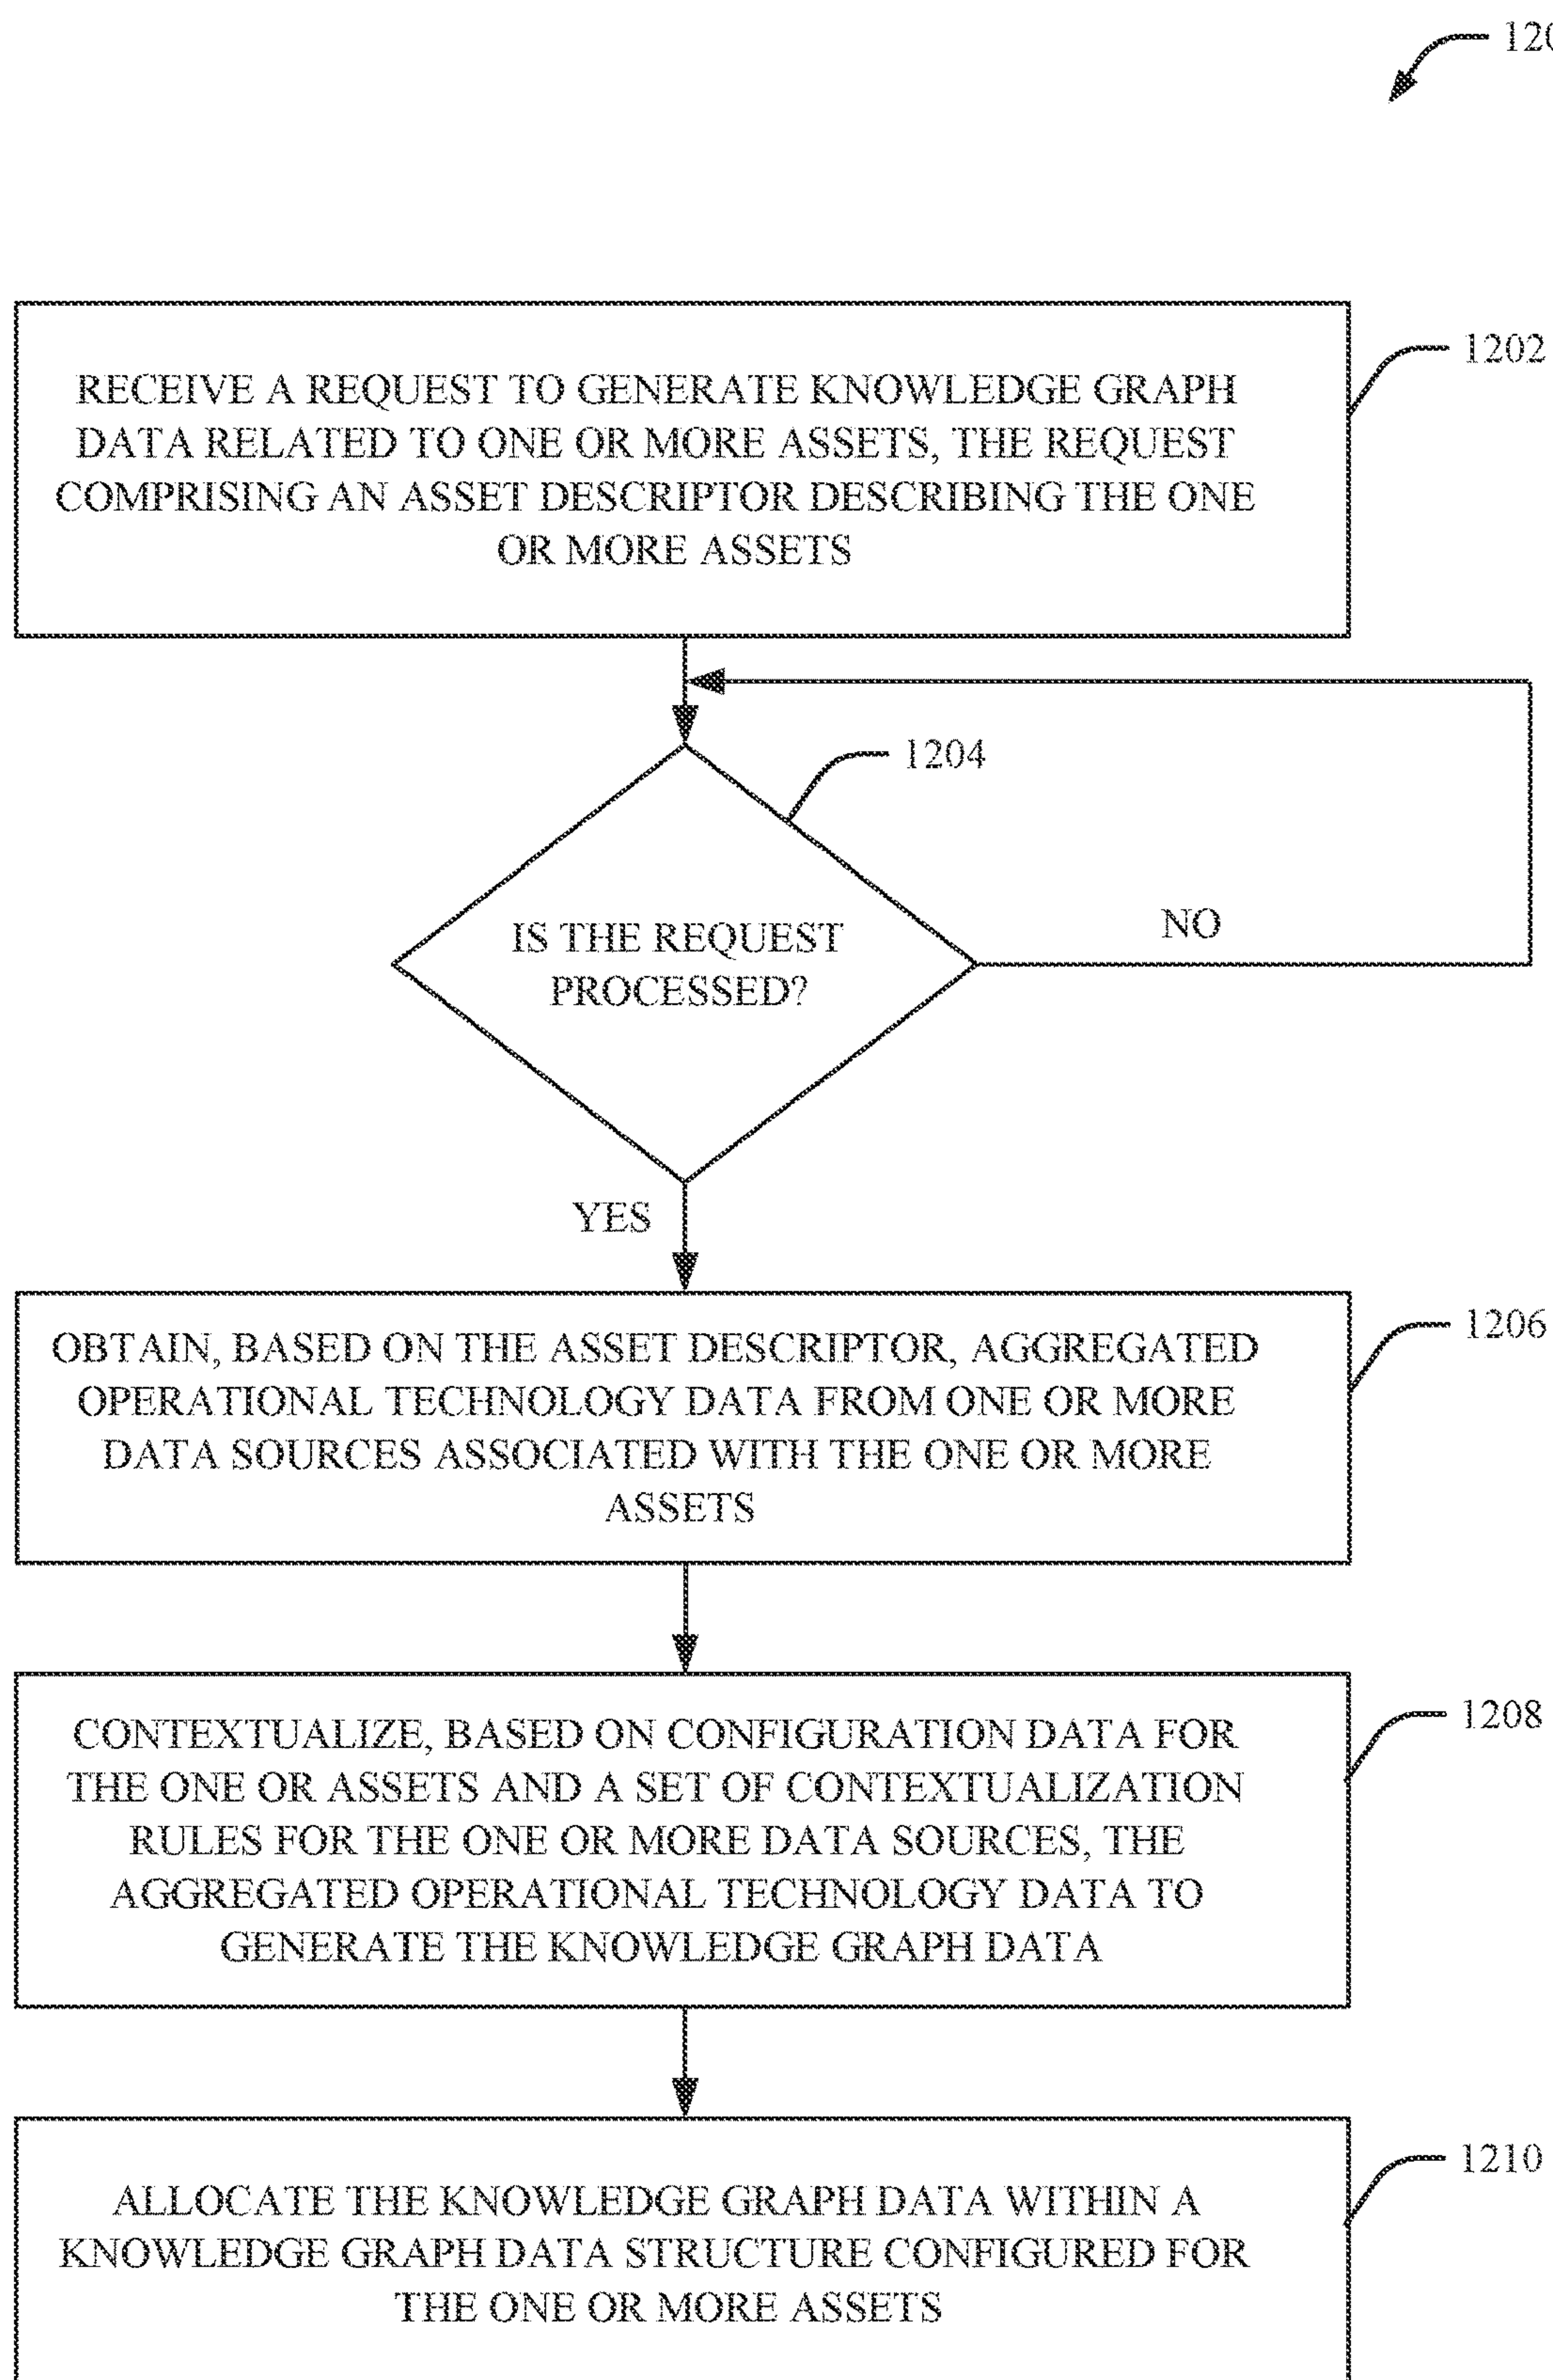 1202
RECEIVE A REQUEST TO GENERATE KNOWLEDGE GRAPH
DATA RELATED TO ONE OR MORE ASSETS, THE REQUEST
COMPRISING AN ASSET DESCRIPTOR DESCRIBING THE ONE
OR MORE ASSETS
1204
IS THE REQUEST
PROCESSED?
NO
YES
1206
OBTAIN, BASED ON THE ASSET DESCRIPTOR, AGGREGATED
OPERATIONAL TECHNOLOGY DATA FROM ONE OR MORE
DATA SOURCES ASSOCIATED WITH THE ONE OR MORE
ASSETS
1208
CONTEXTUALIZE, BASED ON CONFIGURATION DATA FOR
THE ONE OR ASSETS AND A SET OF CONTEXTUALIZATION
RULES FOR THE ONE OR MORE DATA SOURCES, THE
AGGREGATED OPERATIONAL TECHNOLOGY DATA TO
GENERATE THE KNOWLEDGE GRAPH DATA
1210
ALLOCATE THE KNOWLEDGE GRAPH DATA WITHIN A
KNOWLEDGE GRAPH DATA STRUCTURE CONFIGURED FOR
THE ONE OR MORE ASSETS